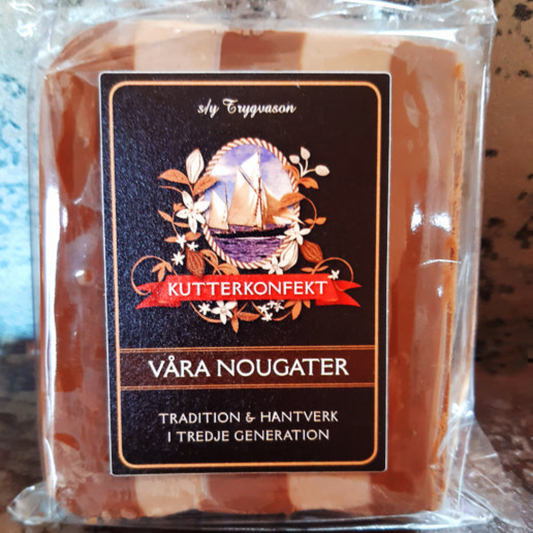 s/y Trygvason
KUTTERKONFEKT
VÅRA NOUGATER
TRADITION & HANTVERK
I TREDJE GENERATION